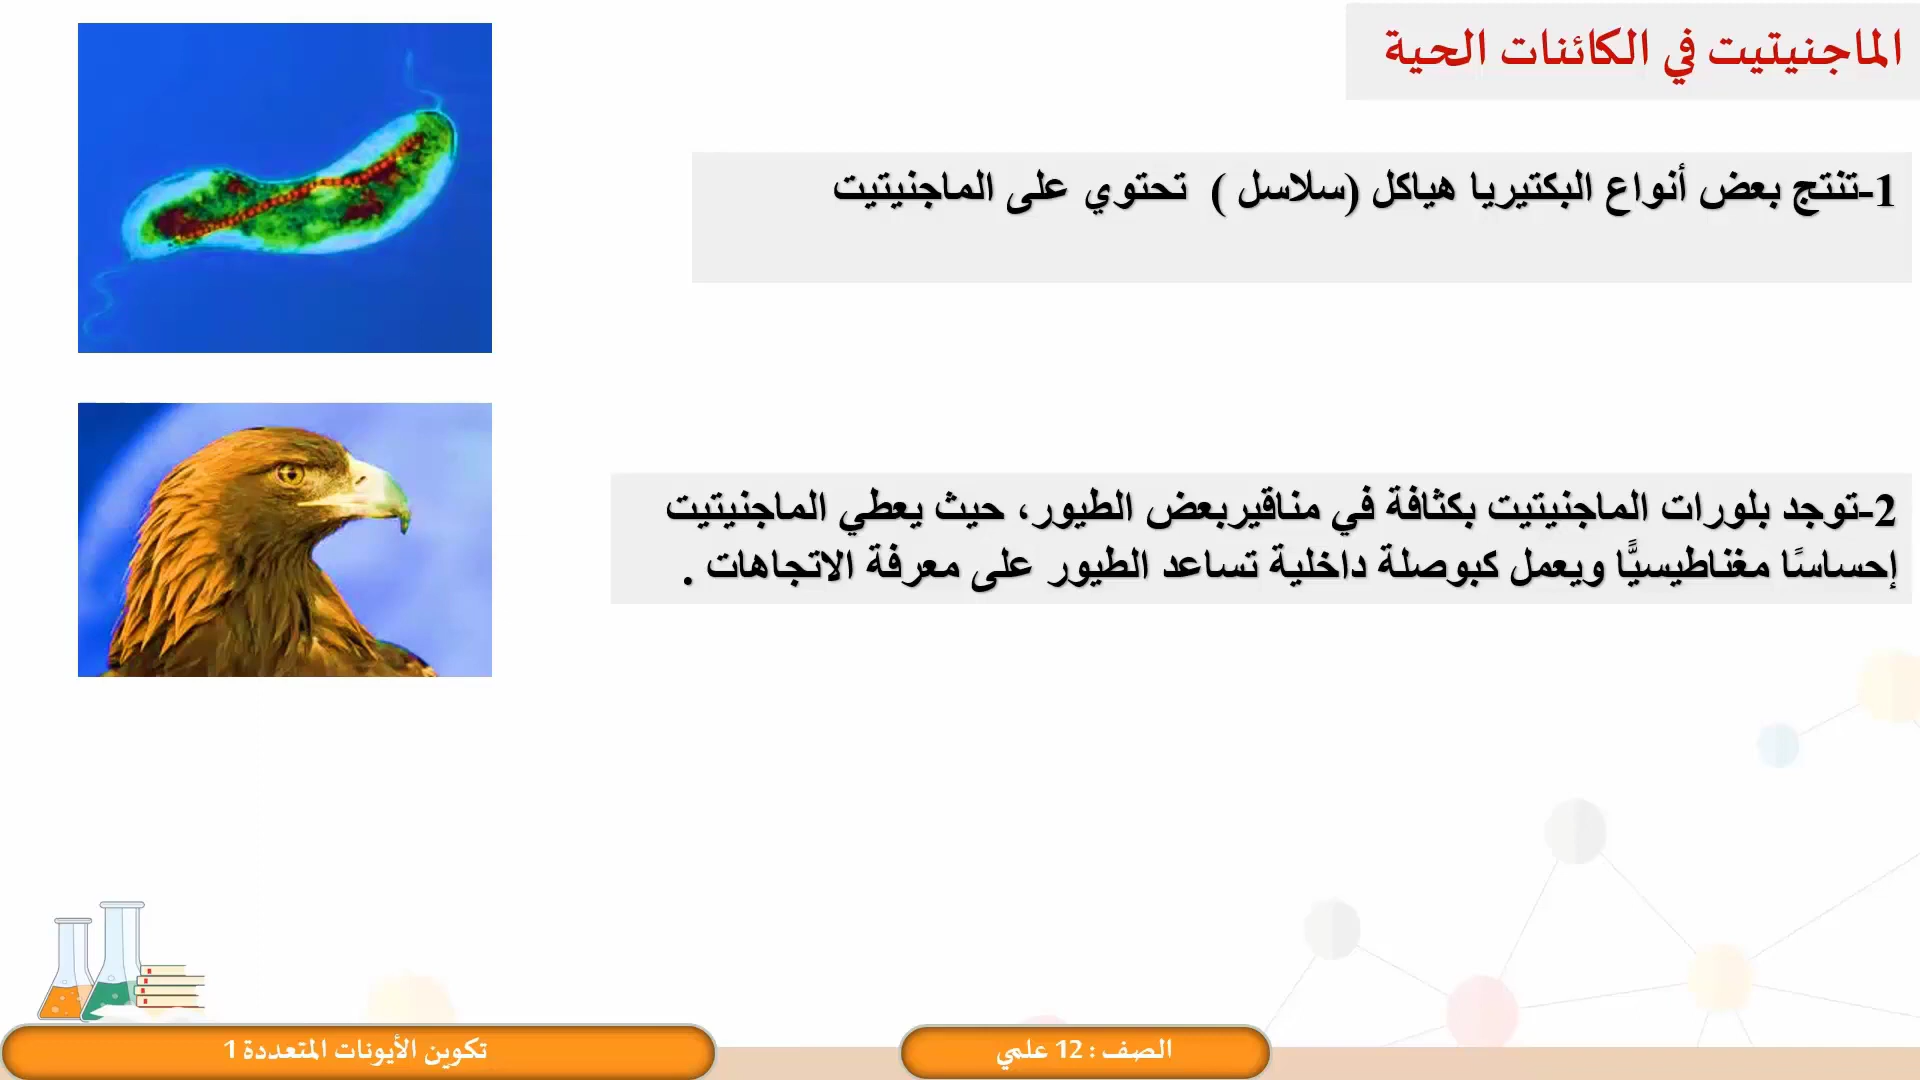 الماجنيتيت في الكائنات الحية
1-تنتج بعض أنواع البكتيريا هياكل (سلاسل ) تحتوي على الماجنيتيت
2-توجد بلورات الماجنيتيت بكثافة في مناقيربعض الطيور، حيث يعطي الماجنيتيت
إحساسًا مغناطيسيًّا ويعمل كبوصلة داخلية تساعد الطيور على معرفة الاتجاهات .
الصف : 12 علمي
تكوين الأيونات المتعددة 1